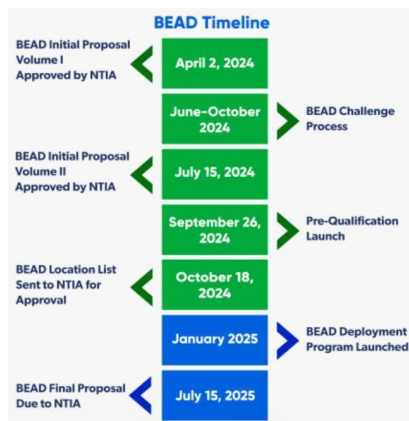 BEAD Timeline
BEAD Initial Proposal
Volume I
Approved by NTIA
April 2, 2024
June-October
2024
BEAD Challenge
Process
BEAD Initial Proposal
Volume II
Approved by NTIA
July 15, 2024
September 26,
2024
Pre-Qualification
Launch
BEAD Location List
Sent to NTIA for
Approval
October 18,
2024
January 2025
BEAD Deployment
Program Launched
BEAD Final Proposal
Due to NTIA
July 15, 2025